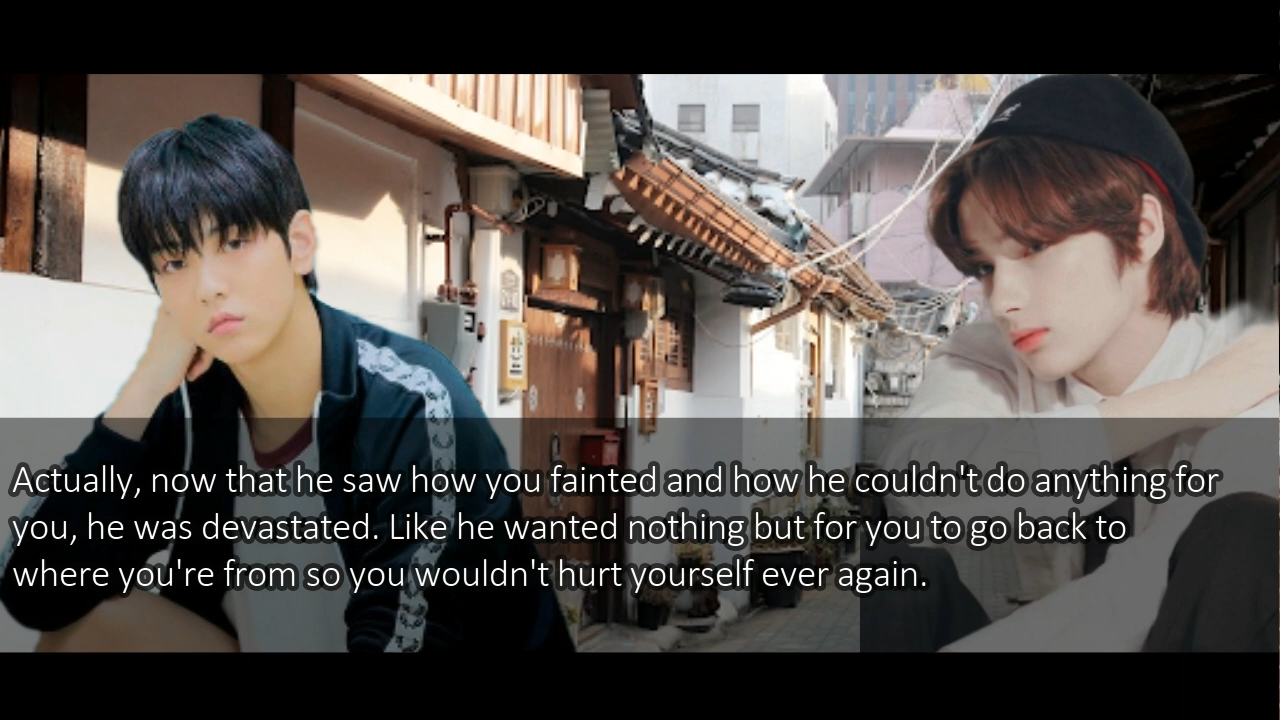 Actually, now that he saw how you fainted and how he couldn't do anything for
you, he was devastated. Like he wanted nothing but for you to go back to
where you're from so you wouldn't hurt yourself ever again.